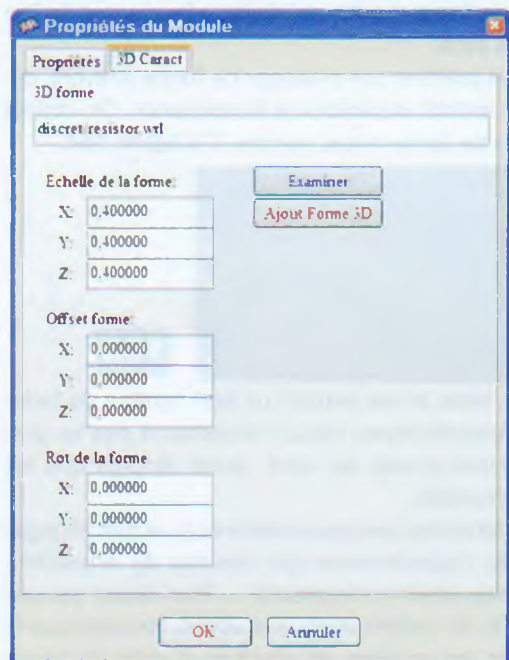 Propriétés du Module
Propriétés 3D Caract
3D forme
discret/resistor.wrl
Echelle de la forme:
Examiner
X: 0,400000
Ajout Forme 3D
Y: 0,400000
Z: 0,400000
Offset forme:
X: 0,000000
Y: 0,000000
Z: 0,000000
Rot de la forme
X: 0,000000
Y: 0,000000
Z: 0,000000
OK Annuler